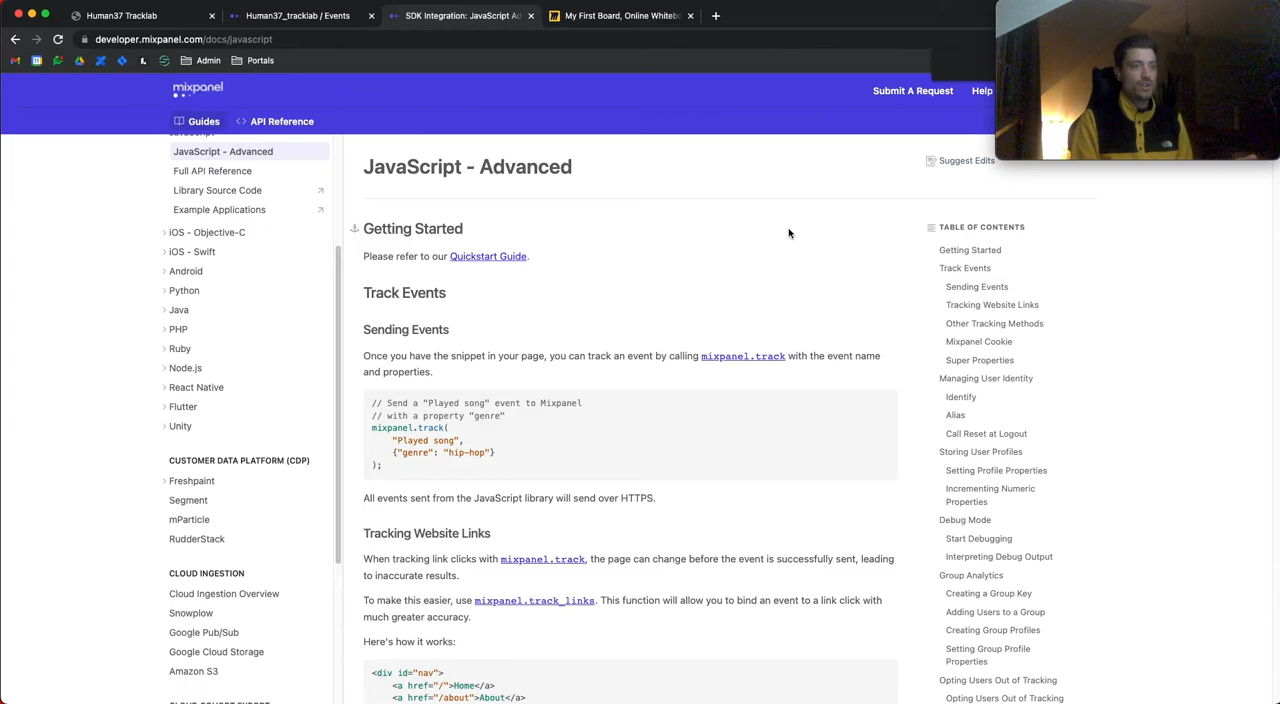 Human37 Tracklab
Human37_tracklab / Events
SDK Integration: JavaScript Ad
My First Board, Online Whitebo
developer.mixpanel.com/docs/javascript
Admin
Portals
mixpanel
Submit A Request
Help
Guides
<> API Reference
JavaScript - Advanced
Full API Reference
Library Source Code
Example Applications
iOS - Objective-C
iOS - Swift
Android
Python
Java
PHP
Ruby
Node.js
React Native
Flutter
Unity
CUSTOMER DATA PLATFORM (CDP)
Freshpaint
Segment
mParticle
RudderStack
CLOUD INGESTION
Cloud Ingestion Overview
Snowplow
Google Pub/Sub
Google Cloud Storage
Amazon S3
JavaScript - Advanced
Suggest Edits
Getting Started
Please refer to our Quickstart Guide.
Track Events
Sending Events
Once you have the snippet in your page, you can track an event by calling mixpanel.track with the event name
and properties.
// Send a "Played song" event to Mixpanel
// with a property "genre"
mixpanel.track(
"Played song",
{"genre": "hip-hop"}
);
All events sent from the JavaScript library will send over HTTPS.
Tracking Website Links
When tracking link clicks with mixpanel.track, the page can change before the event is successfully sent, leading
to inaccurate results.
To make this easier, use mixpanel.track_links. This function will allow you to bind an event to a link click with
much greater accuracy.
Here's how it works:
<div id="nav">
<a href="/">Home</a>
<a href="/about">About</a>
TABLE OF CONTENTS
Getting Started
Track Events
Sending Events
Tracking Website Links
Other Tracking Methods
Mixpanel Cookie
Super Properties
Managing User Identity
Identify
Alias
Call Reset at Logout
Storing User Profiles
Setting Profile Properties
Incrementing Numeric
Properties
Debug Mode
Start Debugging
Interpreting Debug Output
Group Analytics
Creating a Group Key
Adding Users to a Group
Creating Group Profiles
Setting Group Profile
Properties
Opting Users Out of Tracking
Opting Users Out of Tracking